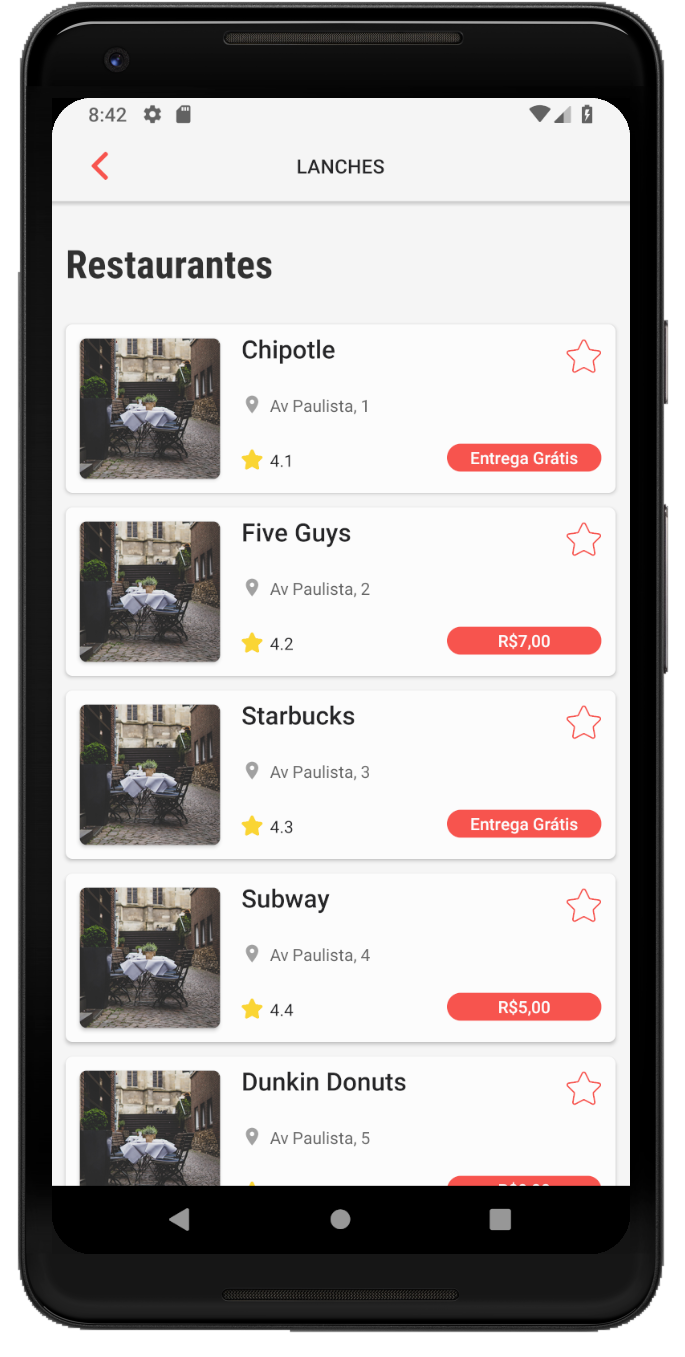 8:42
LANCHES
Restaurantes
Chipotle
Av Paulista, 1
4.1
Entrega Grátis
Five Guys
Av Paulista, 2
4.2
R$7,00
Starbucks
Av Paulista, 3
4.3
Entrega Grátis
Subway
Av Paulista, 4
4.4
R$5,00
Dunkin Donuts
Av Paulista, 5